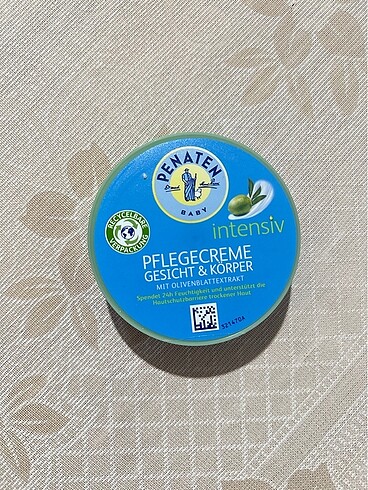 PENATEN
BABY
intensiv
RECYCELBARE
VERPACKUNG
PFLEGECREME
GESICHT & KÖRPER
MIT OLIVENBLATTEXTRAKT
Spendet 24h Feuchtigkeit und unterstützt die
Hautschutzbarriere trockener Haut
521470A